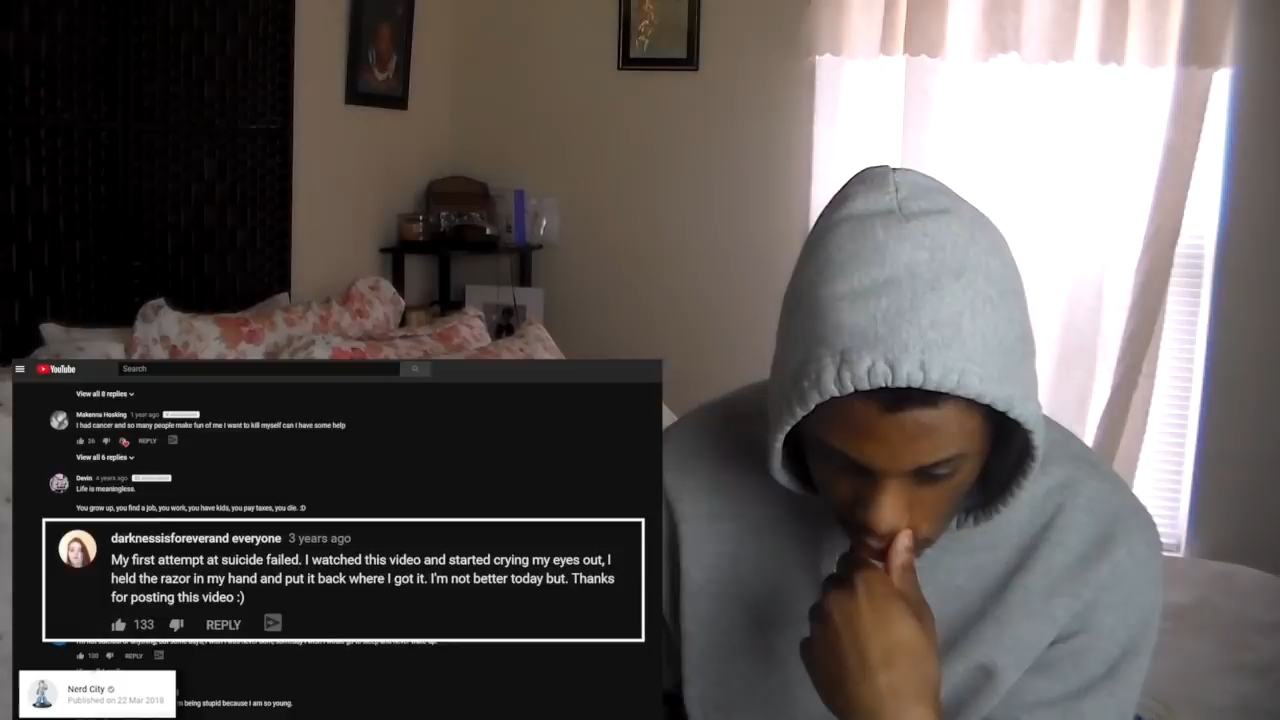 YouTube
Search
View all 8 replies
Makenna Hosking 1 year ago
I had cancer and so many people make fun of me I want to kill myself can I have some help
26 REPLY
View all 6 replies
Devin 4 years ago
Life is meaningless.
You grow up, you find a job, you work, you have kids, you pay taxes, you die. :D
darknessisforeverand everyone 3 years ago
My first attempt at suicide failed. I watched this video and started crying my eyes out, I
held the razor in my hand and put it back where I got it. I'm not better today but. Thanks
for posting this video :)
133 REPLY
130 REPLY
Nerd City
Published on 22 Mar 2018
being stupid because I am so young.